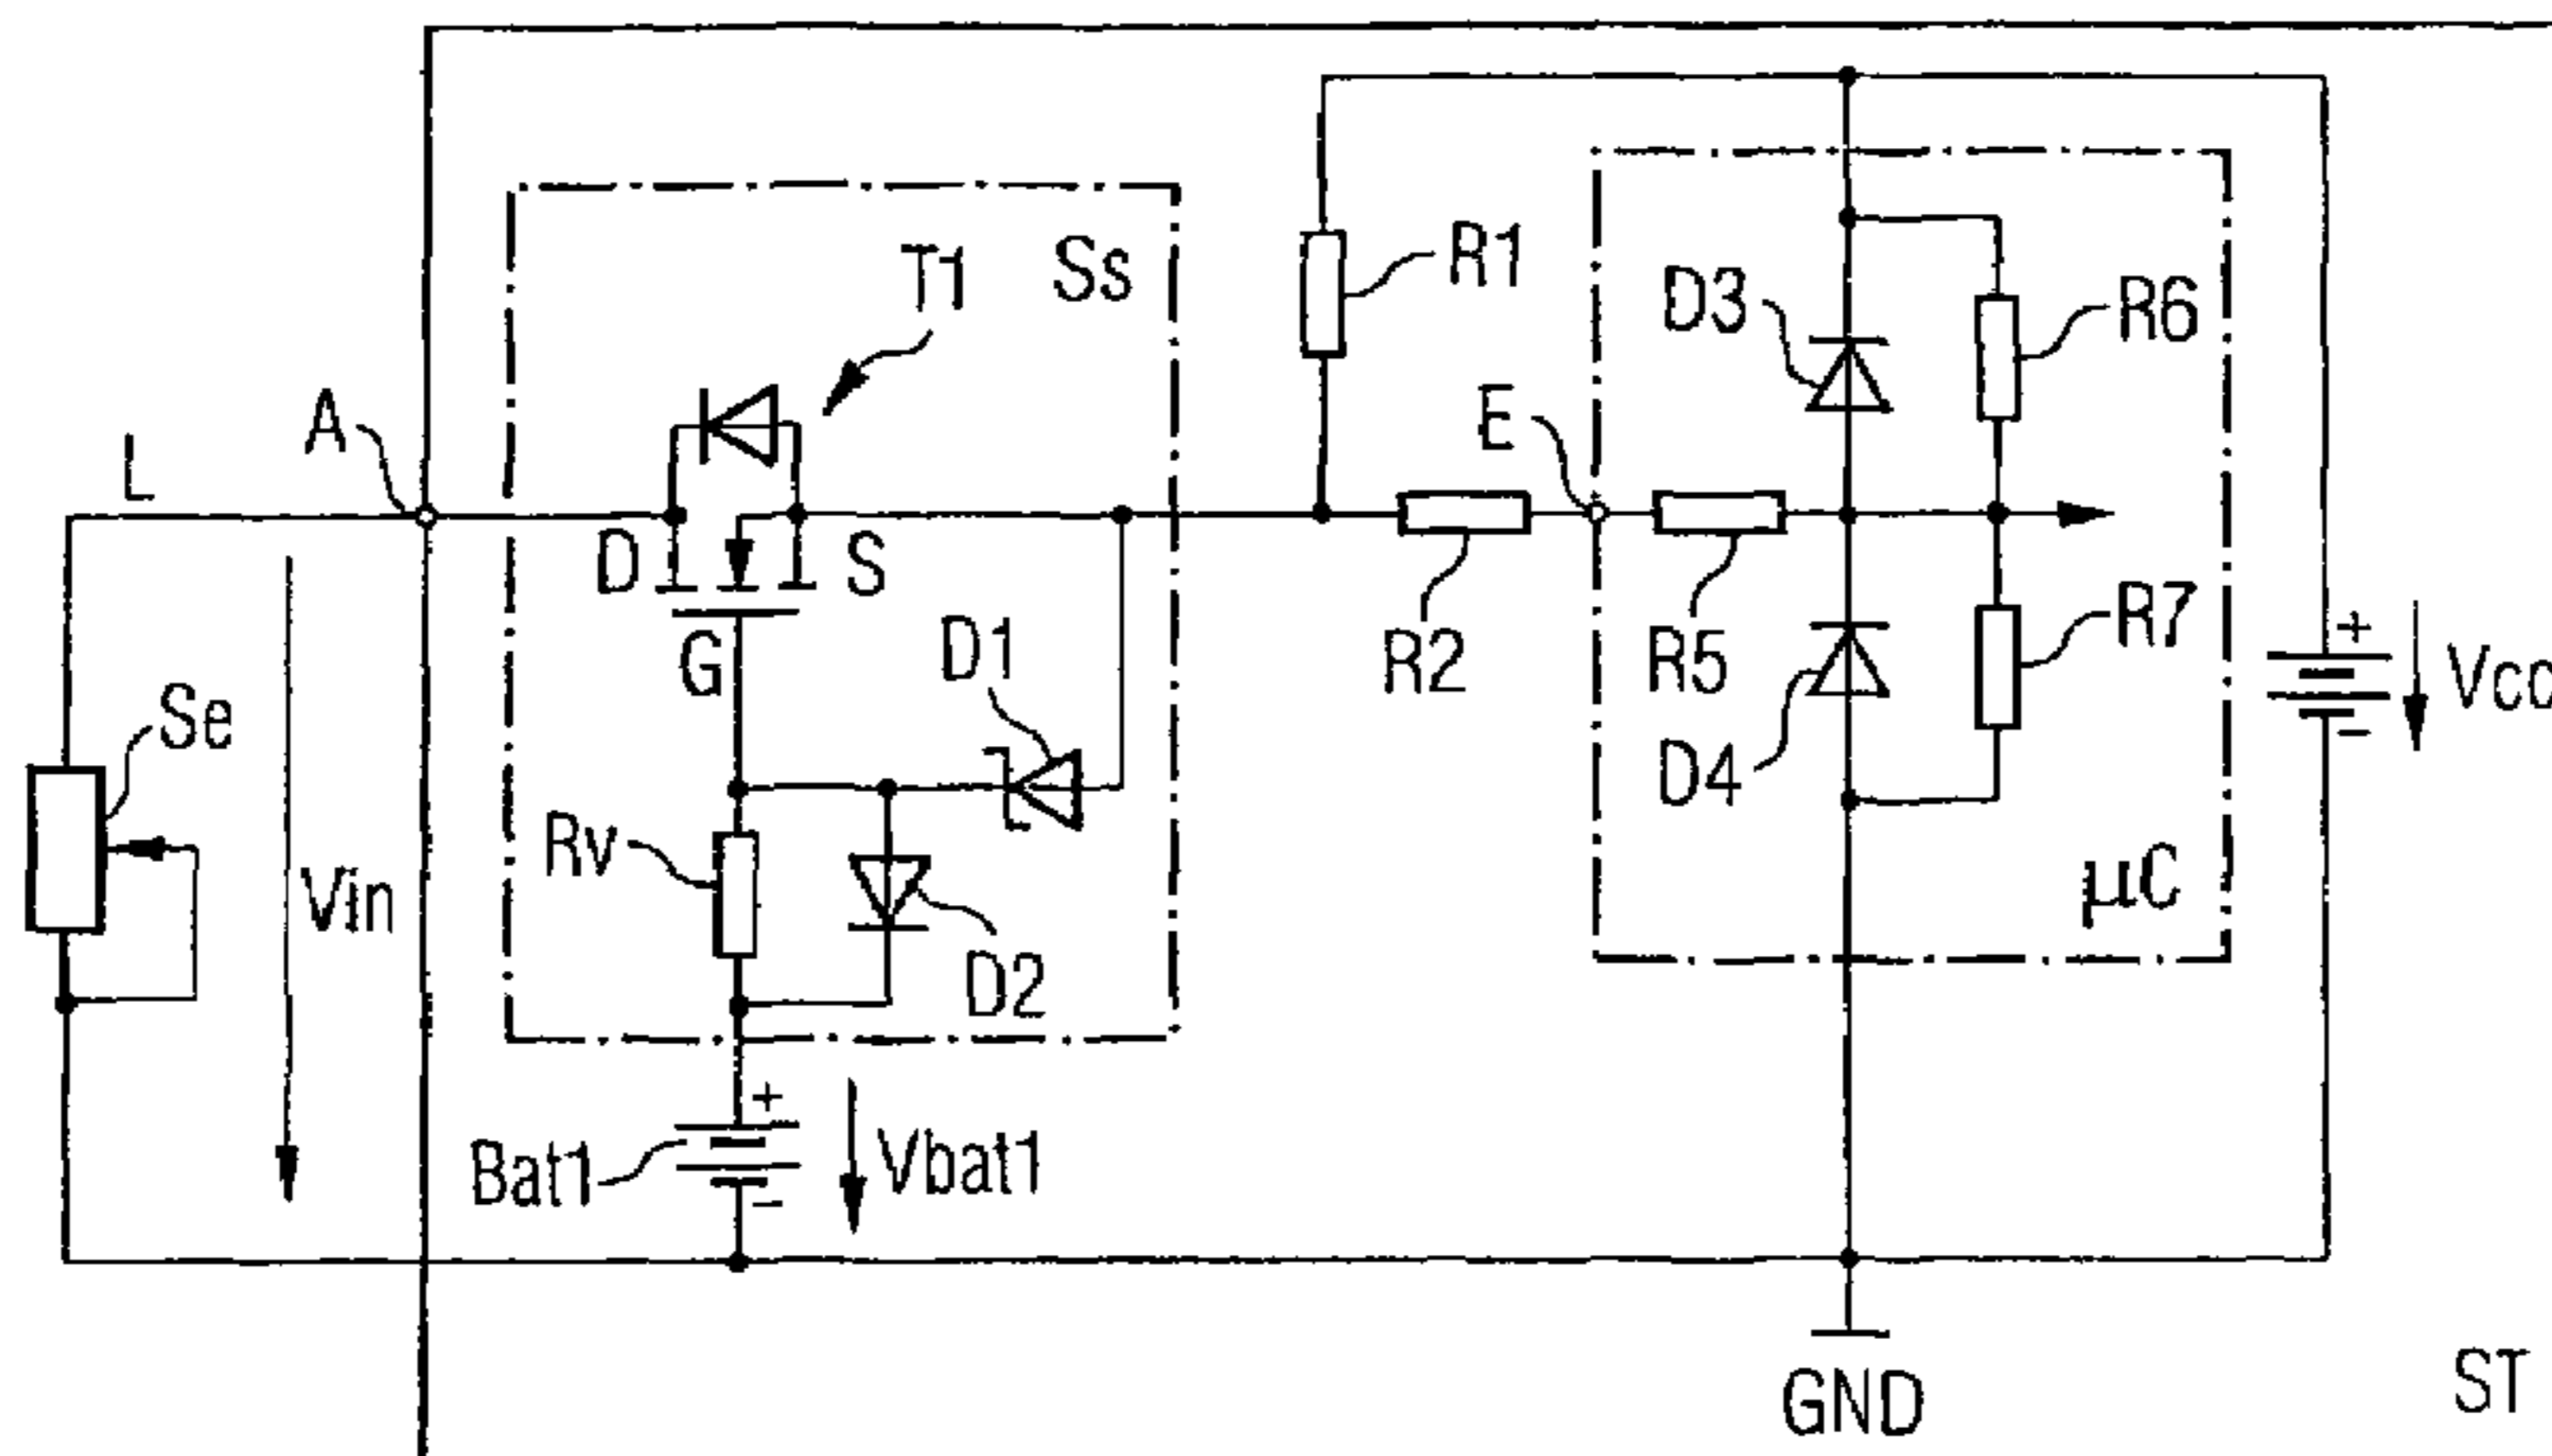 T1
Ss
R1
D3
R6
A
E
L
D
S
G
D1
R2
R5
R7
+
Vcc
−
Se
D4
Rv
Vin
μC
D2
+
Bat1
Vbat1
−
GND
ST